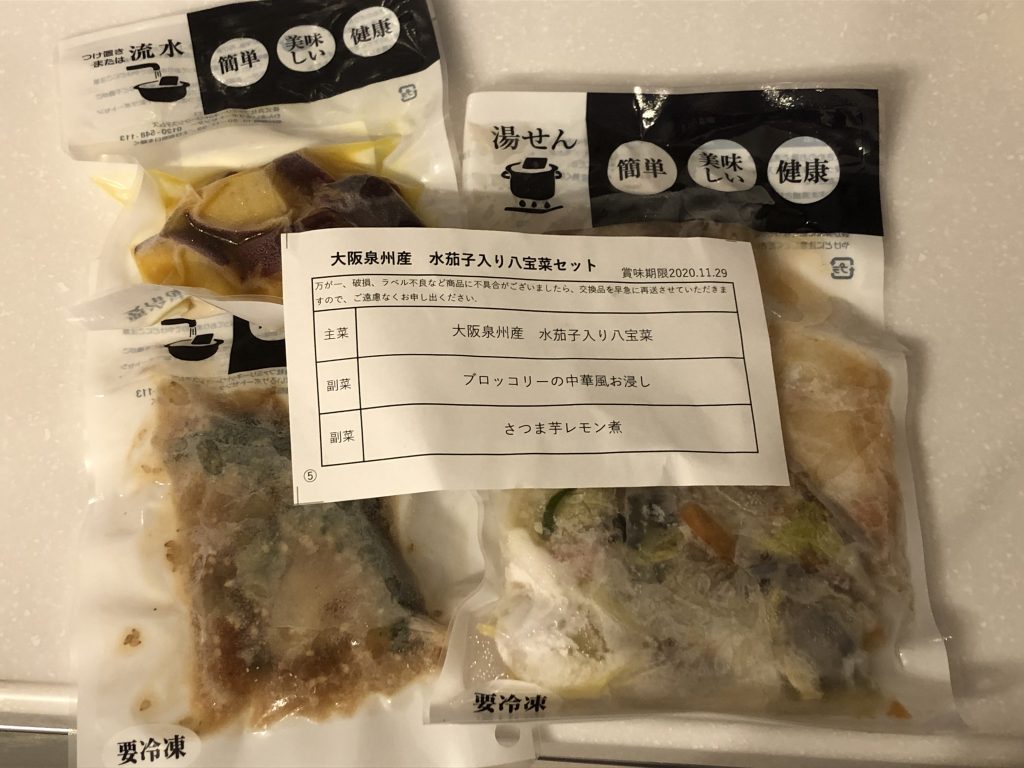 つけ置き
または 流水
簡単
美味
しい
健康
0120-548-113
湯せん
簡単
美味
しい
健康
大阪泉州産 水茄子入り八宝菜セット 賞味期限2020.11.29
万が一、破損、ラベル不良など商品に不具合がございましたら、交換品を早急に再送させていただきま
すので、ご遠慮なくお申し出ください。
主菜 大阪泉州産 水茄子入り八宝菜
副菜 ブロッコリーの中華風お浸し
副菜 さつま芋レモン煮
⑤
要冷凍
要冷凍